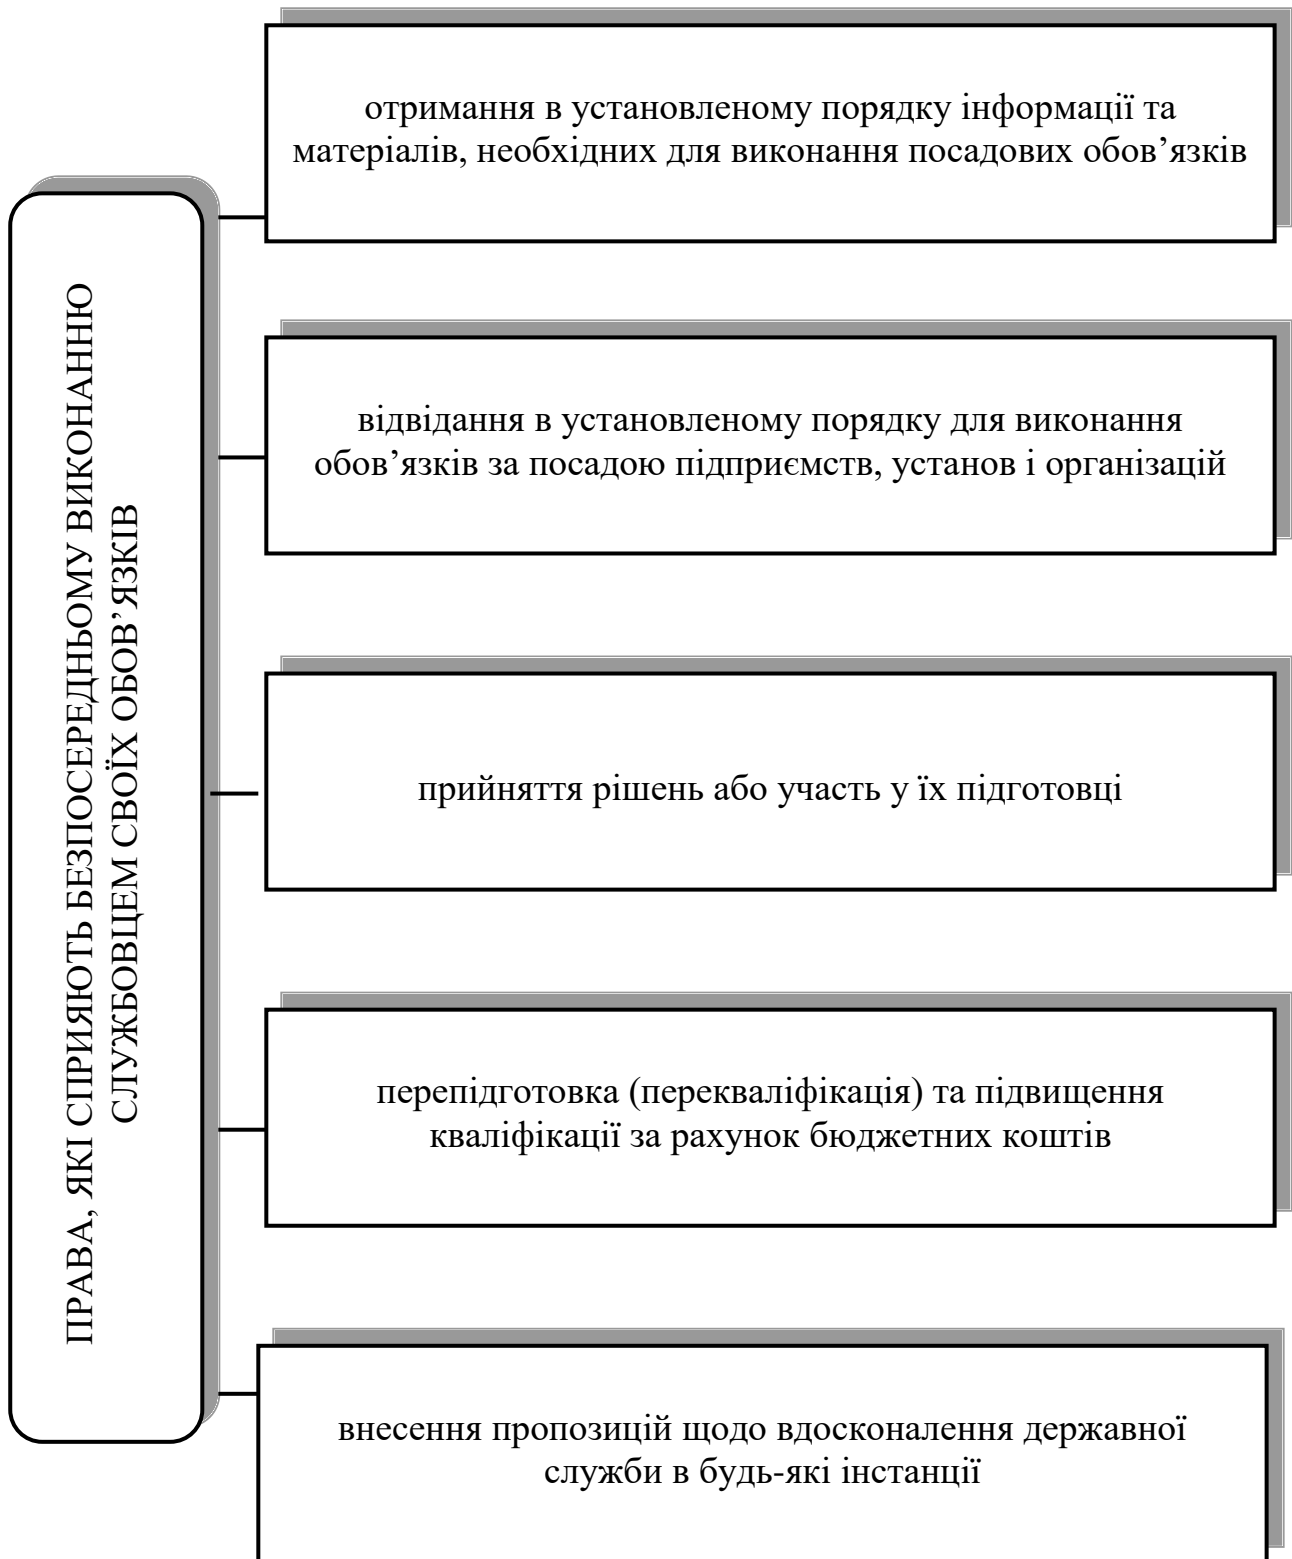 ПРАВА, ЯКІ СПРИЯЮТЬ БЕЗПОСЕРЕДНЬОМУ ВИКОНАННЮ
СЛУЖБОВЦЕМ СВОЇХ ОБОВ’ЯЗКІВ
отримання в установленому порядку інформації та
матеріалів, необхідних для виконання посадових обов’язків
відвідання в установленому порядку для виконання
обов’язків за посадою підприємств, установ і організацій
прийняття рішень або участь у їх підготовці
перепідготовка (перекваліфікація) та підвищення
кваліфікації за рахунок бюджетних коштів
внесення пропозицій щодо вдосконалення державної
служби в будь-які інстанції